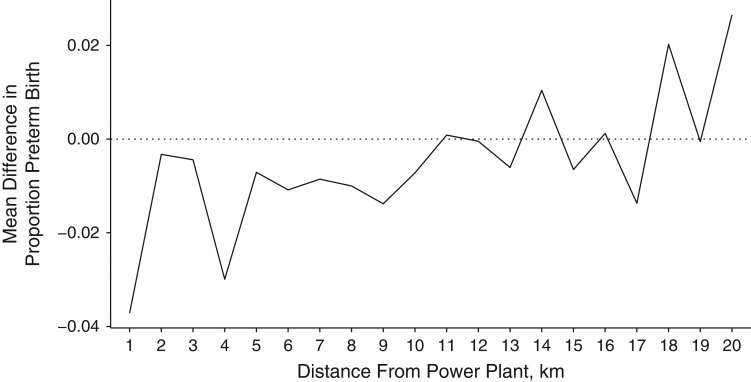 Mean Difference in
Proportion Preterm Birth
0.02
0.00
−0.02
−0.04
1 2 3 4 5 6 7 8 9 10 11 12 13 14 15 16 17 18 19 20
Distance From Power Plant, km